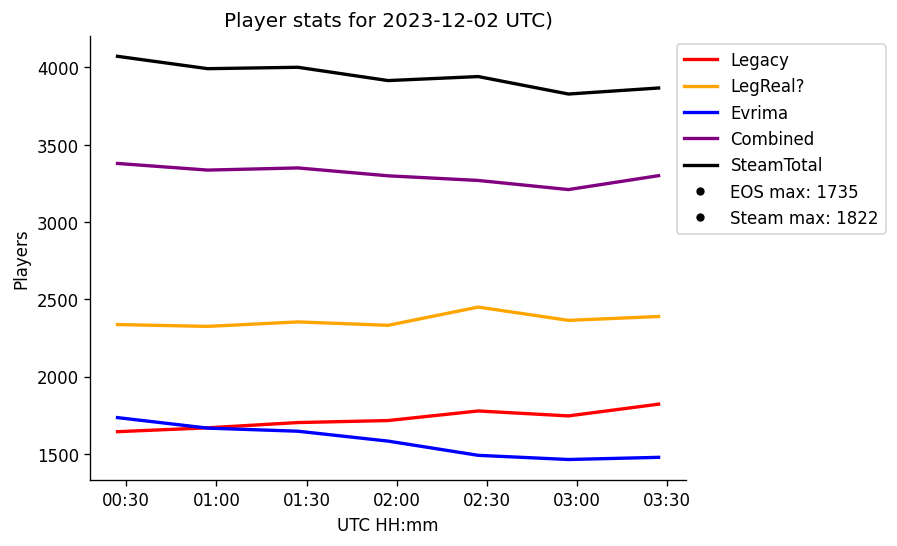 Player stats for 2023-12-02 UTC)
Players
4000
3500
3000
2500
2000
1500
00:30 01:00 01:30 02:00 02:30 03:00 03:30
UTC HH:mm
Legacy
LegReal?
Evrima
Combined
SteamTotal
EOS max: 1735
Steam max: 1822